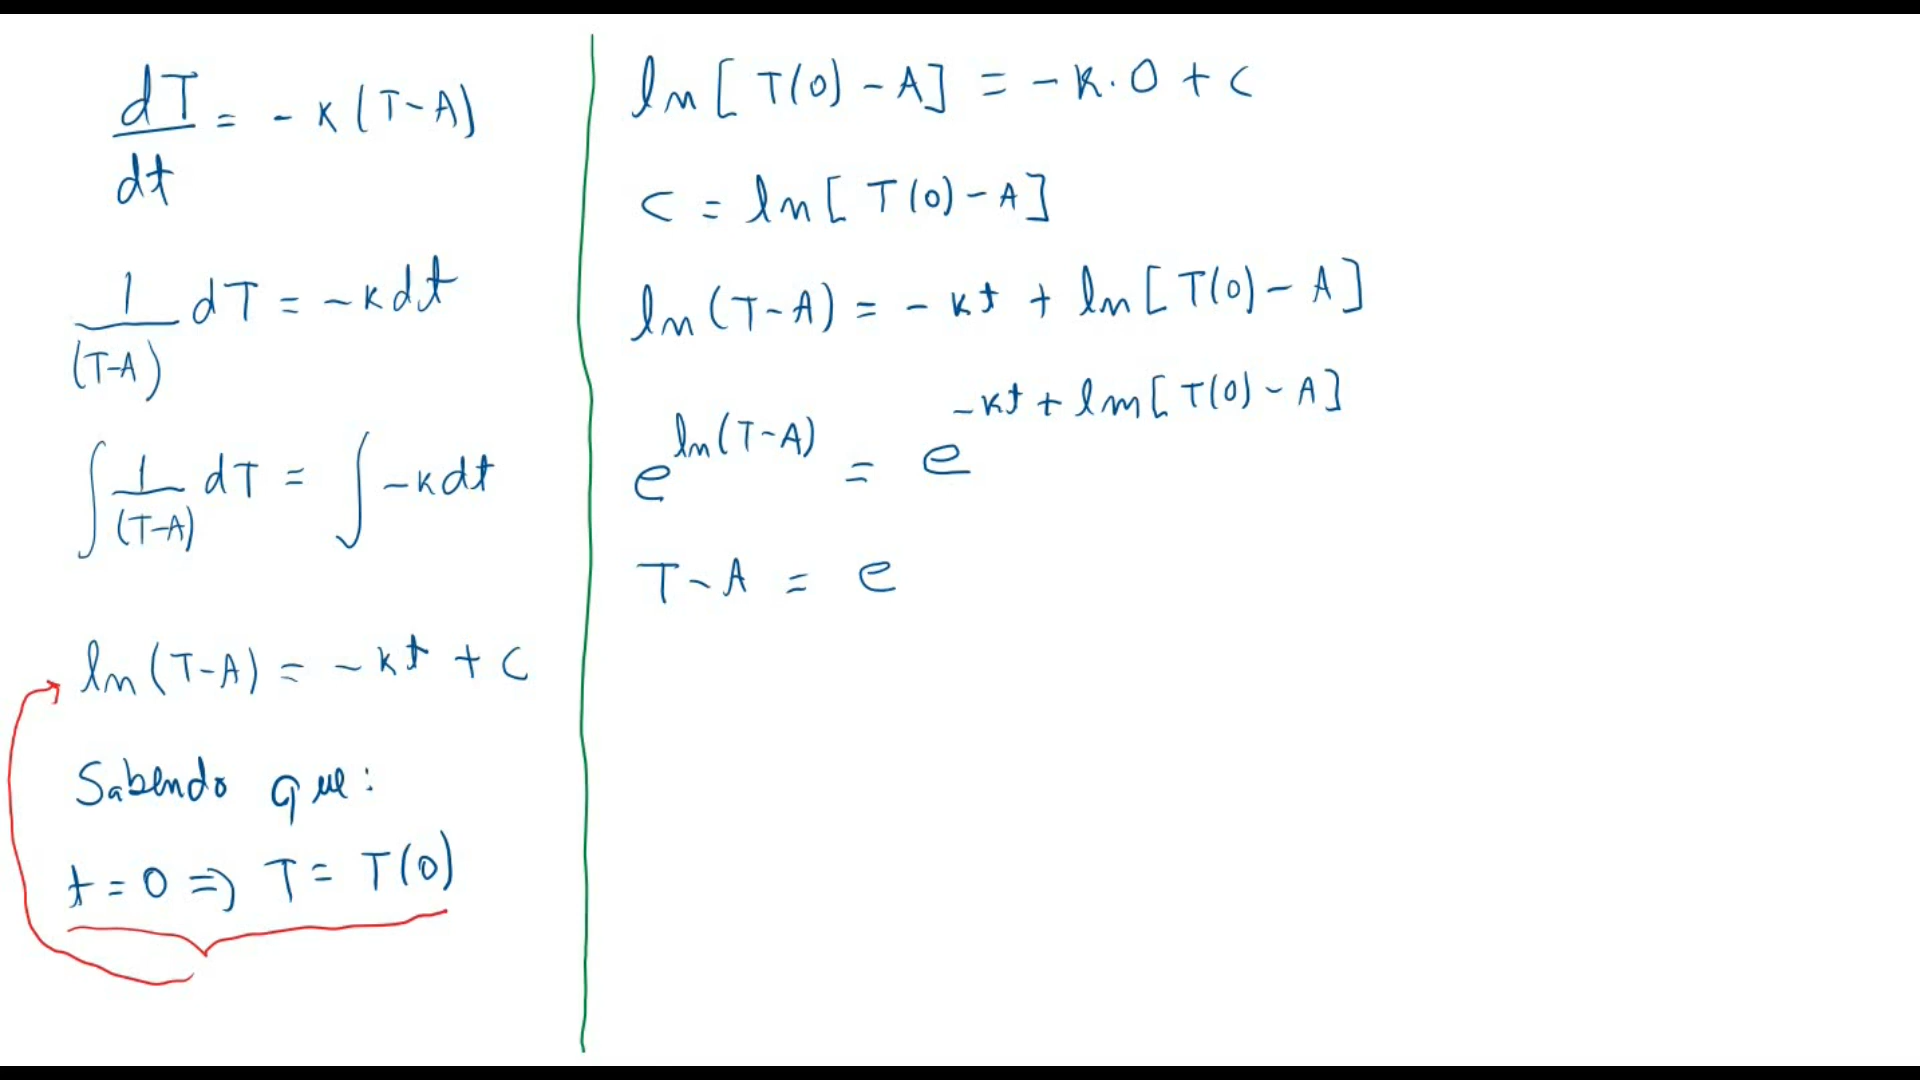 dT/dt = - K (T-A)
1/(T-A) dT = -K dt
∫ 1/(T-A) dT = ∫ -K dt
ln (T-A) = - Kt + C
Sabendo que:
t = 0 => T = T(0)
ln [ T(0) - A] = - K . 0 + C
C = ln [ T(0) - A]
ln (T-A) = - Kt + ln [ T(0) - A]
e^ln(T-A) = e^-Kt + ln [ T(0) - A]
T - A = e